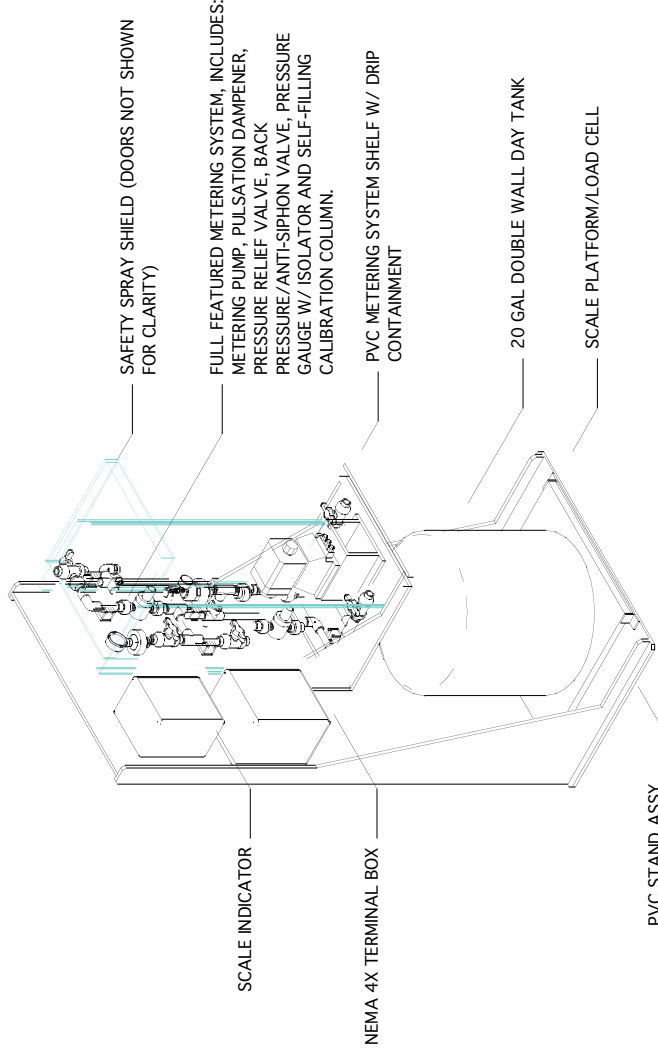 SAFETY SPRAY SHIELD (DOORS NOT SHOWN
FOR CLARITY)
FULL FEATURED METERING SYSTEM, INCLUDES:
METERING PUMP, PULSATION DAMPENER,
PRESSURE RELIEF VALVE, BACK
PRESSURE/ANTI-SIPHON VALVE, PRESSURE
GAUGE W/ ISOLATOR AND SELF-FILLING
CALIBRATION COLUMN.
PVC METERING SYSTEM SHELF W/ DRIP
CONTAINMENT
20 GAL DOUBLE WALL DAY TANK
SCALE PLATFORM/LOAD CELL
SCALE INDICATOR
NEMA 4X TERMINAL BOX
PVC STAND ASSY